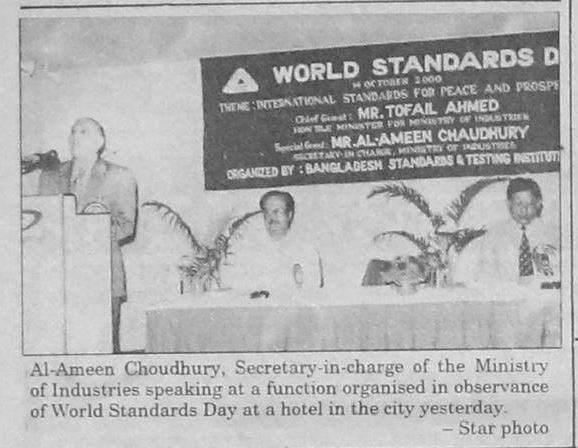 WORLD STANDARDS D
14 OCTOBER 2000
THEME : INTERNATIONAL STANDARDS FOR PEACE AND PROSPE
Chief Guest : MR. TOFAIL AHMED
HON'BLE MINISTER FOR MINISTRY OF INDUSTRIES
Special Guest : MR. AL-AMEEN CHAUDHURY
SECRETARY-IN CHARGE, MINISTRY OF INDUSTRIES
ORGANIZED BY : BANGLADESH STANDARDS & TESTING INSTITUTI
Al-Ameen Choudhury, Secretary-in-charge of the Ministry
of Industries speaking at a function organised in observance
of World Standards Day at a hotel in the city yesterday.
– Star photo